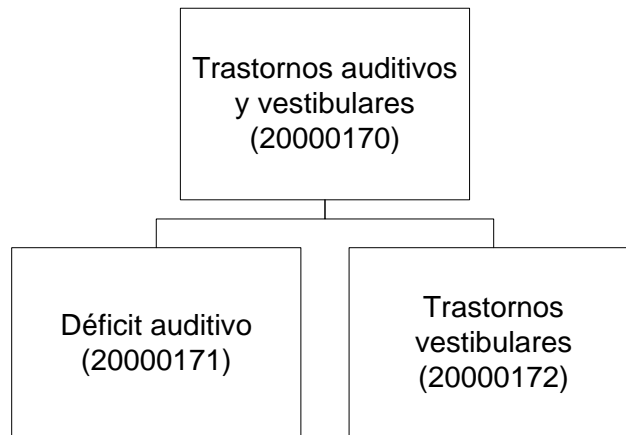 Trastornos auditivos
y vestibulares
(20000170)
Déficit auditivo
(20000171)
Trastornos
vestibulares
(20000172)